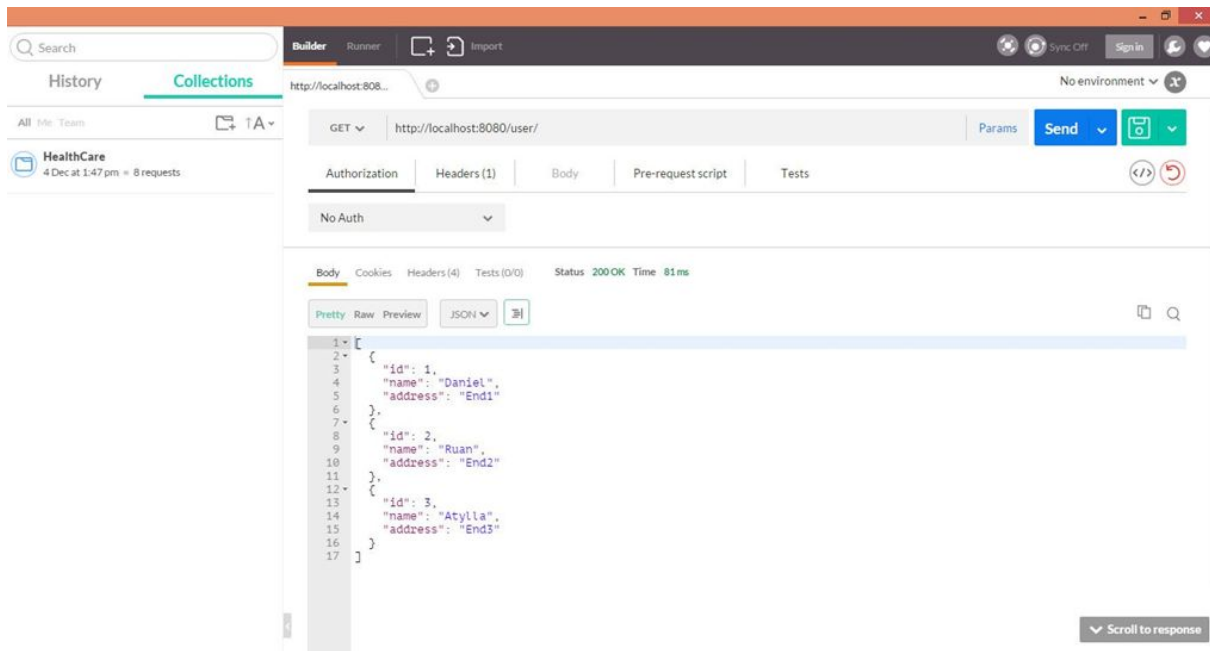 Search
History Collections
All Me Team
A
HealthCare
4 Dec at 1:47 pm 8 requests
Builder Runner Import Sync Off Sign in
http://localhost:808... No environment x
GET http://localhost:8080/user/ Params Send
Authorization Headers (1) Body Pre-request script Tests </>
No Auth
Body Cookies Headers (4) Tests (0/0) Status 200 OK Time 81 ms
Pretty Raw Preview JSON
1 [
2 {
3 "id": 1,
4 "name": "Daniel",
5 "address": "End1"
6 },
7 {
8 "id": 2,
9 "name": "Ruan",
10 "address": "End2"
11 },
12 {
13 "id": 3,
14 "name": "Atylla",
15 "address": "End3"
16 }
17 ]
Scroll to response